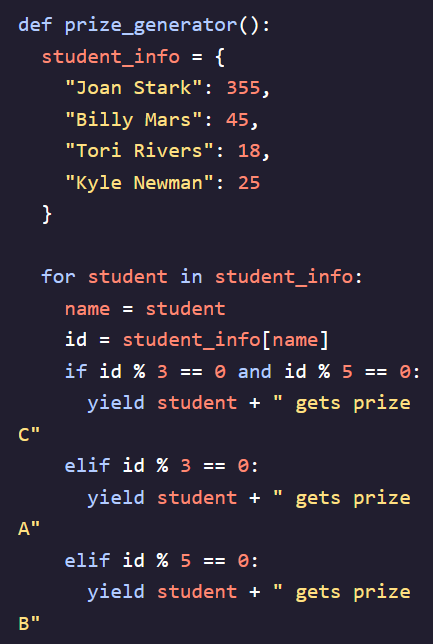 def prize_generator():
  student_info = {
    "Joan Stark": 355,
    "Billy Mars": 45,
    "Tori Rivers": 18,
    "Kyle Newman": 25
  }

  for student in student_info:
    name = student
    id = student_info[name]
    if id % 3 == 0 and id % 5 == 0:
      yield student + " gets prize
C"
    elif id % 3 == 0:
      yield student + " gets prize
A"
    elif id % 5 == 0:
      yield student + " gets prize
B"